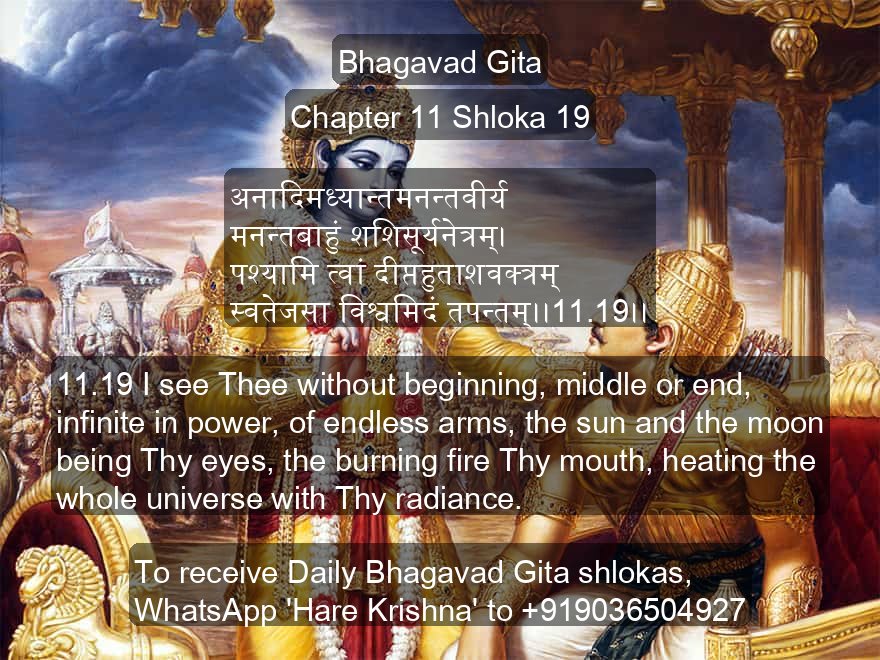 Bhagavad Gita
Chapter 11 Shloka 19
अनादिमध्यान्तमनन्तवीर्य
मनन्तबाहुं शशिसूर्यनेत्रम्।
पश्यामि त्वां दीप्तहुताशवक्त्रम्
स्वतेजसा विश्वमिदं तपन्तम्।।11.19।।
11.19 I see Thee without beginning, middle or end,
infinite in power, of endless arms, the sun and the moon
being Thy eyes, the burning fire Thy mouth, heating the
whole universe with Thy radiance.
To receive Daily Bhagavad Gita shlokas,
WhatsApp 'Hare Krishna' to +919036504927